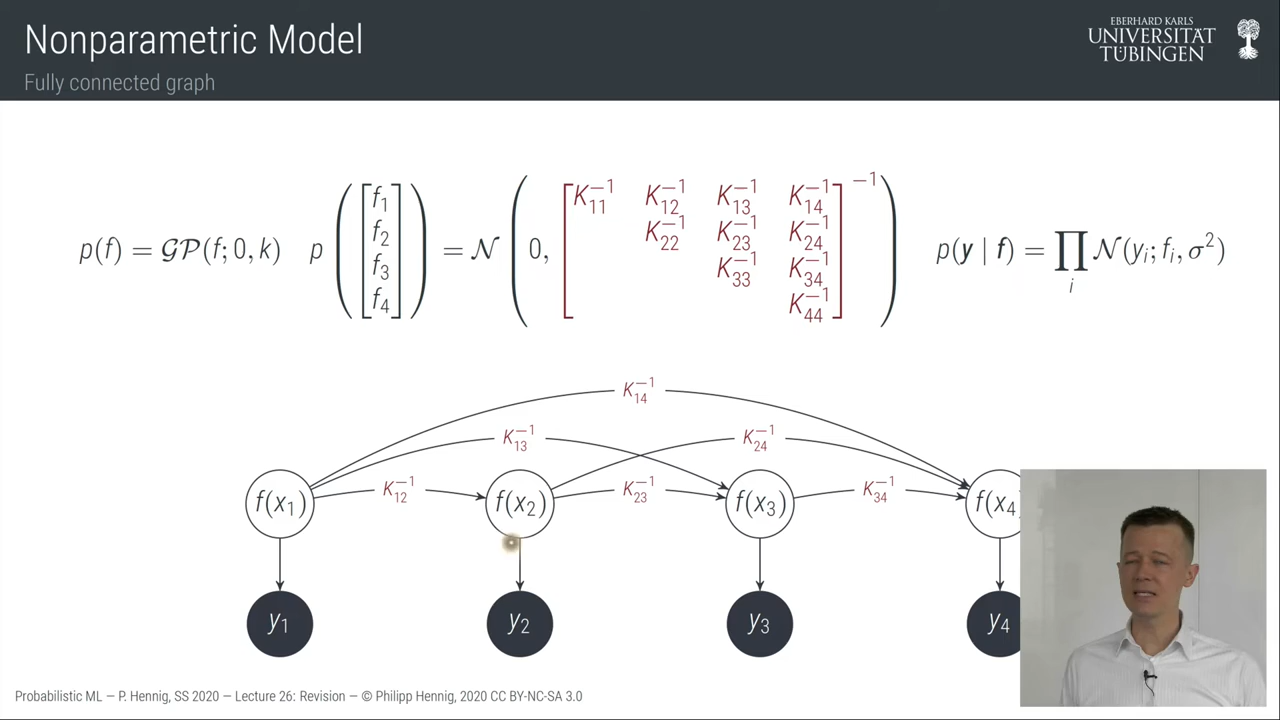 Nonparametric Model
Fully connected graph
EBERHARD KARLS
UNIVERSITÄT
TÜBINGEN
p(f) = 𝒢𝒫(f; 0, k) p([f₁ f₂ f₃ f₄]) = 𝒩(0, [K₁₁⁻¹ K₁₂⁻¹ K₁₃⁻¹ K₁₄⁻¹ K₂₂⁻¹ K₂₃⁻¹ K₂₄⁻¹ K₃₃⁻¹ K₃₄⁻¹ K₄₄⁻¹]⁻¹) p(y | f) = ∏ᵢ 𝒩(yᵢ; fᵢ, σ²)
K₁₄⁻¹
K₁₃⁻¹ K₂₄⁻¹
f(x₁) K₁₂⁻¹ f(x₂) K₂₃⁻¹ f(x₃) K₃₄⁻¹ f(x₄
y₁ y₂ y₃ y₄
Probabilistic ML — P. Hennig, SS 2020 — Lecture 26: Revision — © Philipp Hennig, 2020 CC BY-NC-SA 3.0